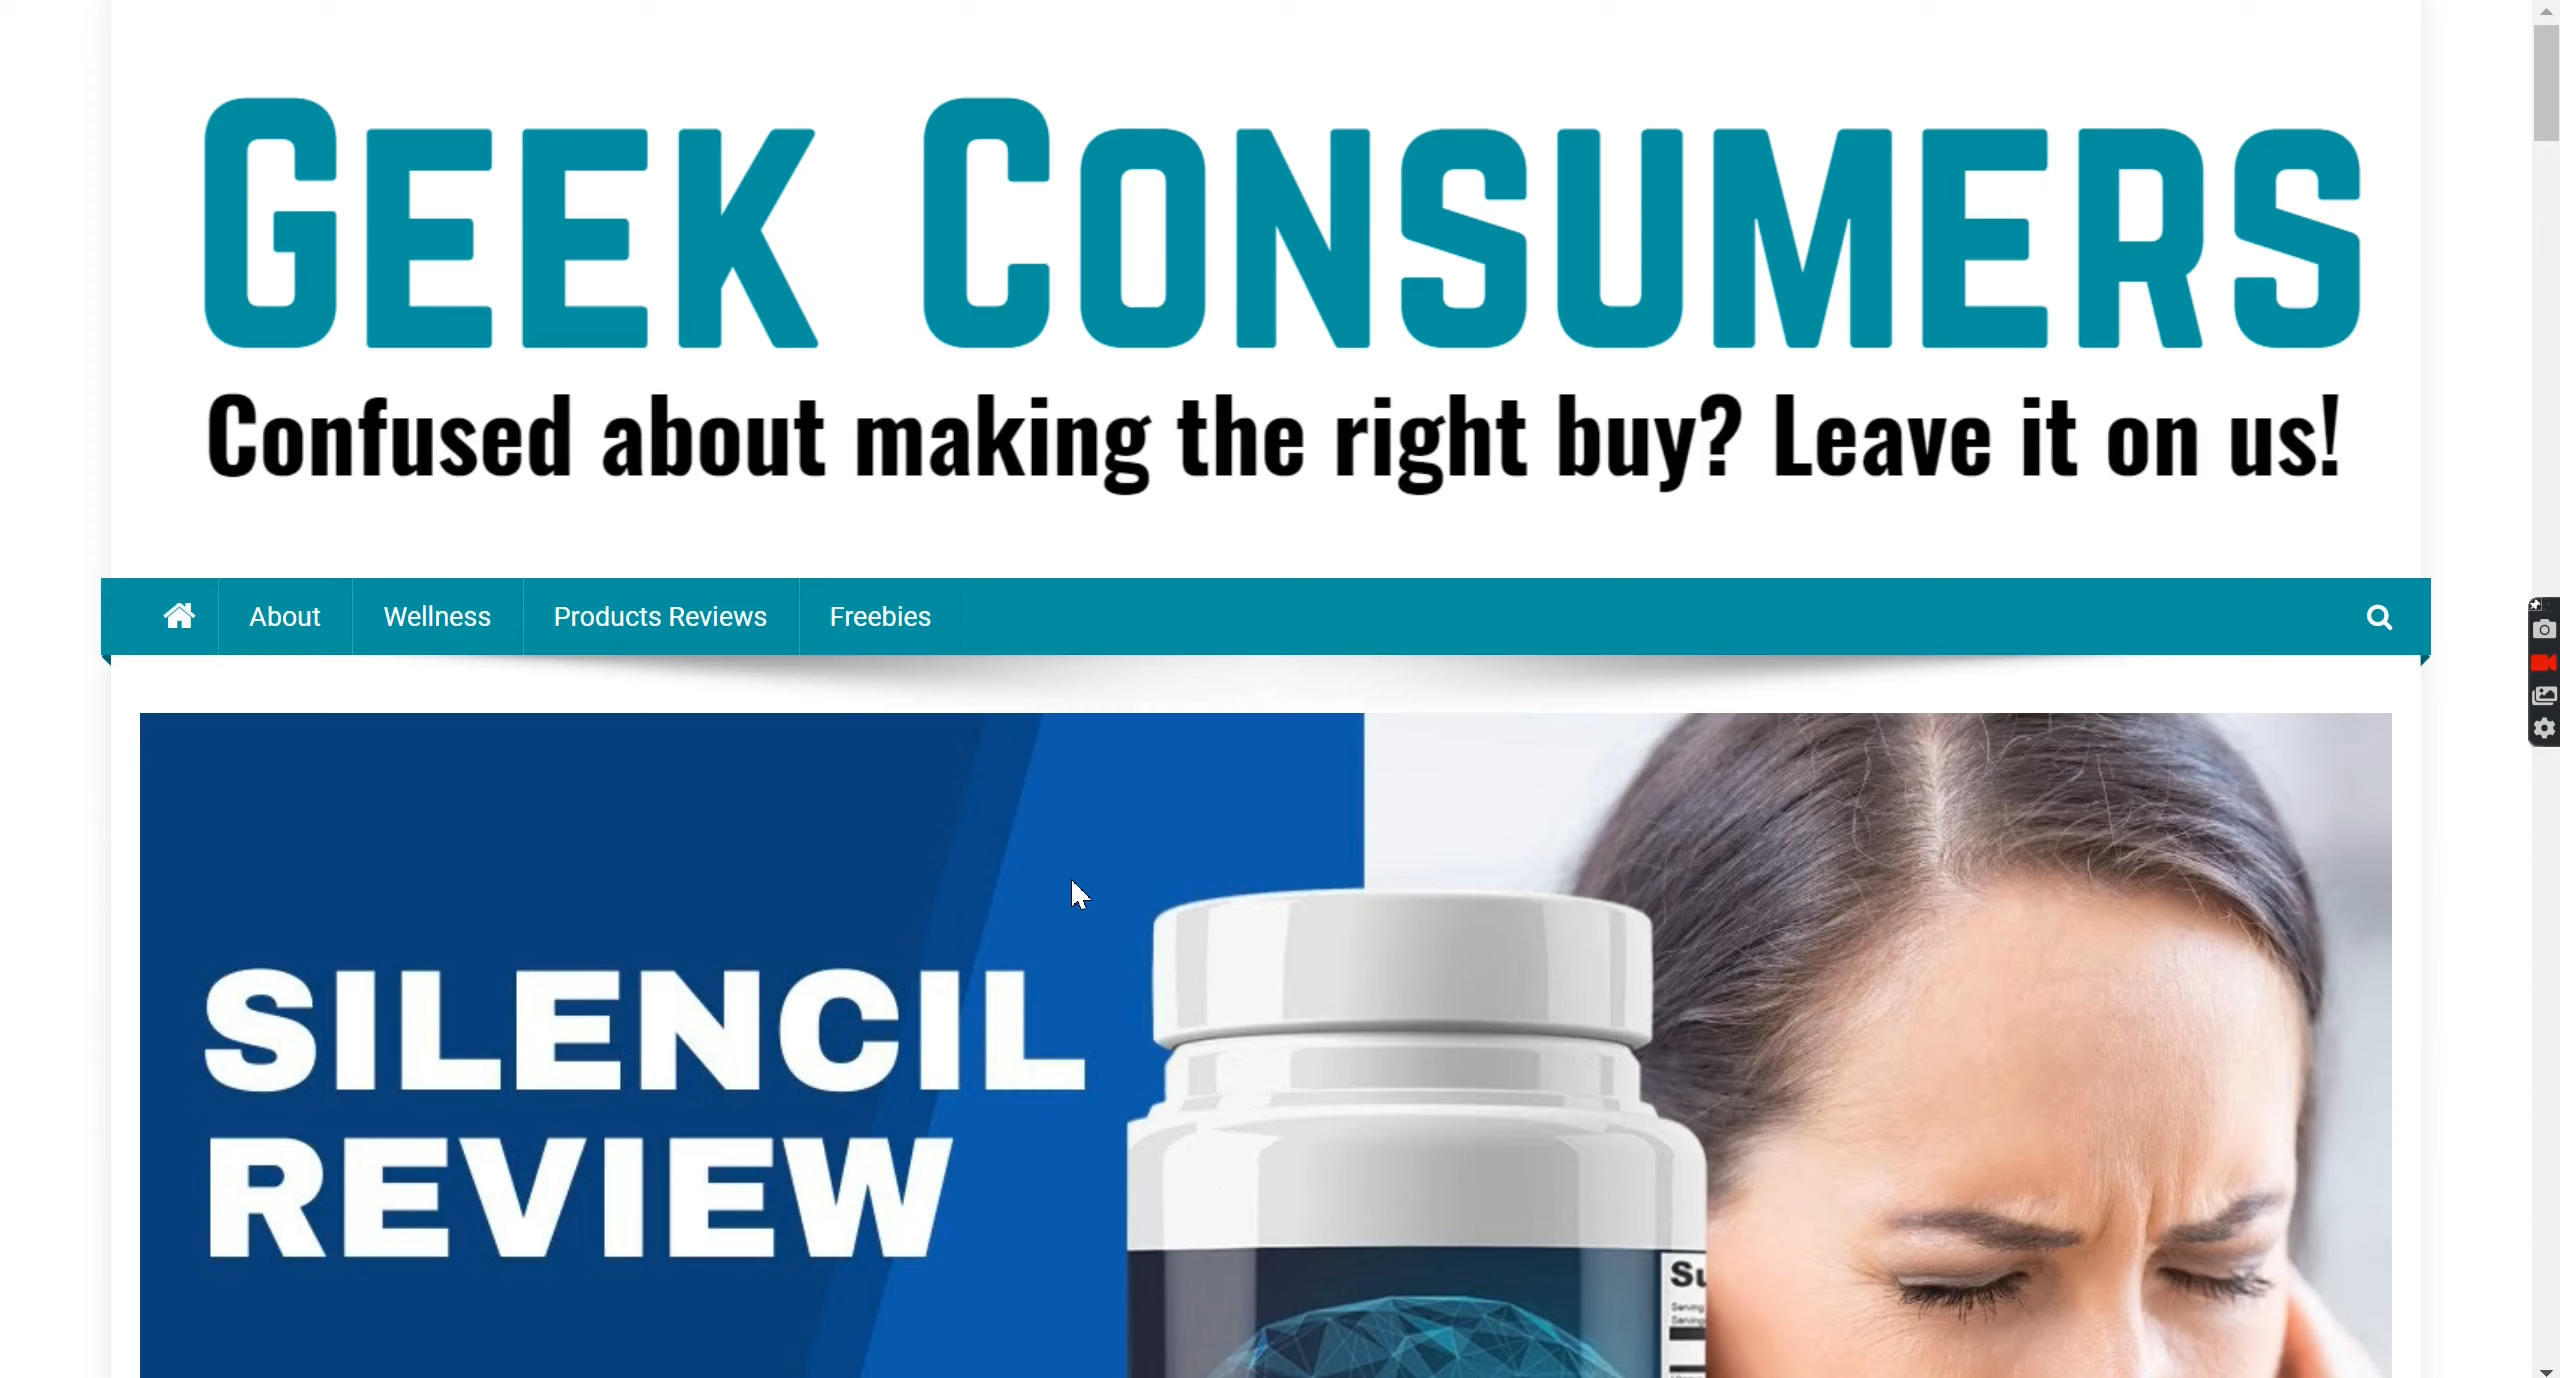 GEEK CONSUMERS
Confused about making the right buy? Leave it on us!
About Wellness Products Reviews Freebies
SILENCIL
REVIEW